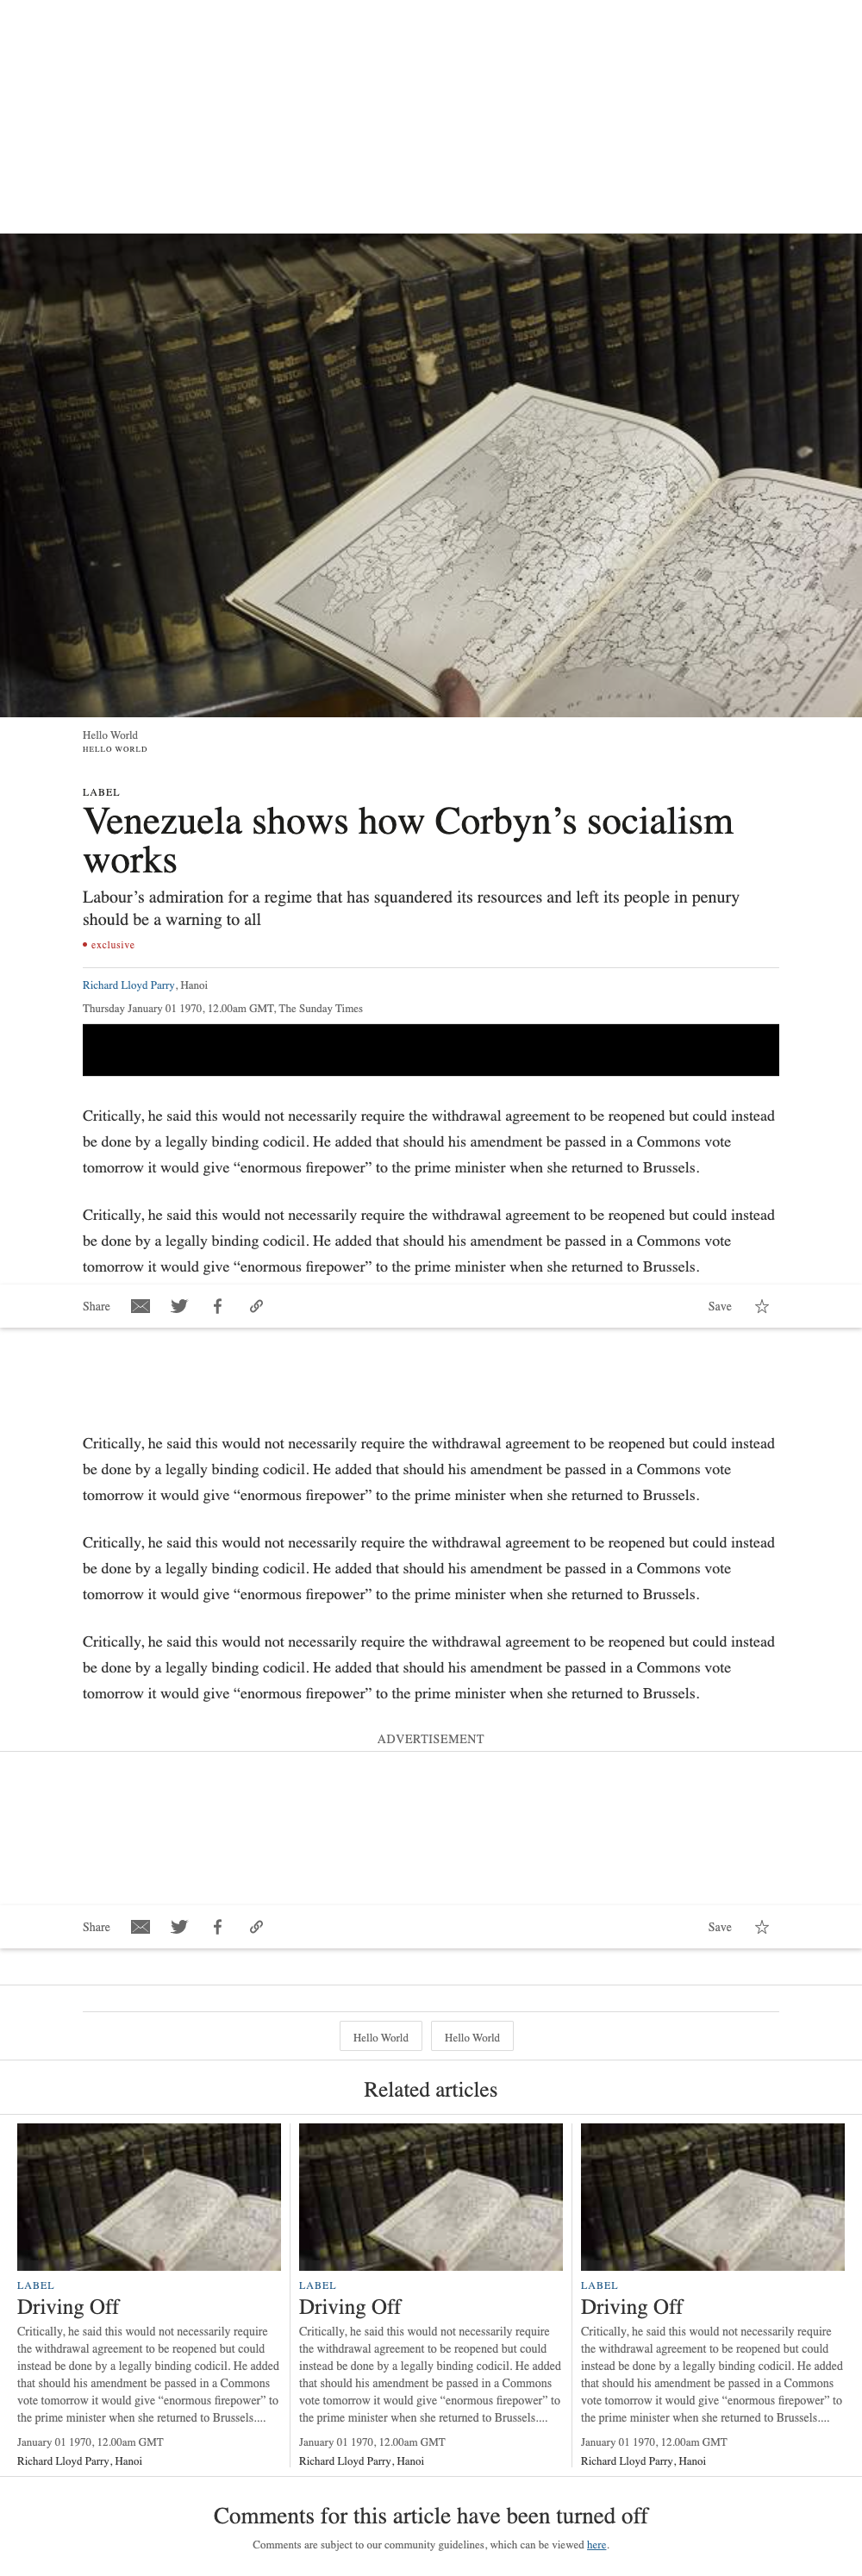 Hello World
HELLO WORLD
LABEL
Venezuela shows how Corbyn’s socialism
works
Labour’s admiration for a regime that has squandered its resources and left its people in penury
should be a warning to all
• exclusive
Richard Lloyd Parry, Hanoi
Thursday January 01 1970, 12.00am GMT, The Sunday Times
Critically, he said this would not necessarily require the withdrawal agreement to be reopened but could instead
be done by a legally binding codicil. He added that should his amendment be passed in a Commons vote
tomorrow it would give “enormous firepower” to the prime minister when she returned to Brussels.
Critically, he said this would not necessarily require the withdrawal agreement to be reopened but could instead
be done by a legally binding codicil. He added that should his amendment be passed in a Commons vote
tomorrow it would give “enormous firepower” to the prime minister when she returned to Brussels.
Share Save
Critically, he said this would not necessarily require the withdrawal agreement to be reopened but could instead
be done by a legally binding codicil. He added that should his amendment be passed in a Commons vote
tomorrow it would give “enormous firepower” to the prime minister when she returned to Brussels.
Critically, he said this would not necessarily require the withdrawal agreement to be reopened but could instead
be done by a legally binding codicil. He added that should his amendment be passed in a Commons vote
tomorrow it would give “enormous firepower” to the prime minister when she returned to Brussels.
Critically, he said this would not necessarily require the withdrawal agreement to be reopened but could instead
be done by a legally binding codicil. He added that should his amendment be passed in a Commons vote
tomorrow it would give “enormous firepower” to the prime minister when she returned to Brussels.
ADVERTISEMENT
Share Save
Hello World Hello World
Related articles
LABEL
Driving Off
Critically, he said this would not necessarily require
the withdrawal agreement to be reopened but could
instead be done by a legally binding codicil. He added
that should his amendment be passed in a Commons
vote tomorrow it would give “enormous firepower” to
the prime minister when she returned to Brussels....
January 01 1970, 12.00am GMT
Richard Lloyd Parry, Hanoi
LABEL
Driving Off
Critically, he said this would not necessarily require
the withdrawal agreement to be reopened but could
instead be done by a legally binding codicil. He added
that should his amendment be passed in a Commons
vote tomorrow it would give “enormous firepower” to
the prime minister when she returned to Brussels....
January 01 1970, 12.00am GMT
Richard Lloyd Parry, Hanoi
LABEL
Driving Off
Critically, he said this would not necessarily require
the withdrawal agreement to be reopened but could
instead be done by a legally binding codicil. He added
that should his amendment be passed in a Commons
vote tomorrow it would give “enormous firepower” to
the prime minister when she returned to Brussels....
January 01 1970, 12.00am GMT
Richard Lloyd Parry, Hanoi
Comments for this article have been turned off
Comments are subject to our community guidelines, which can be viewed here.